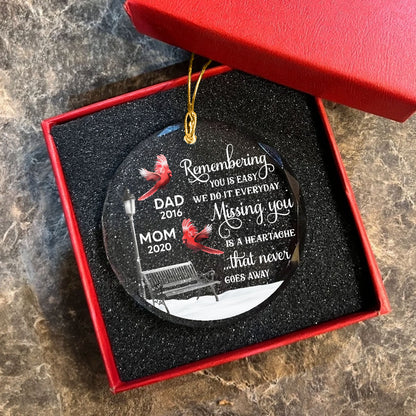 Remembering
YOU IS EASY
WE DO IT EVERYDAY
Missing you
IS A HEARTACHE
...that never
GOES AWAY
DAD
2016
MOM
2020